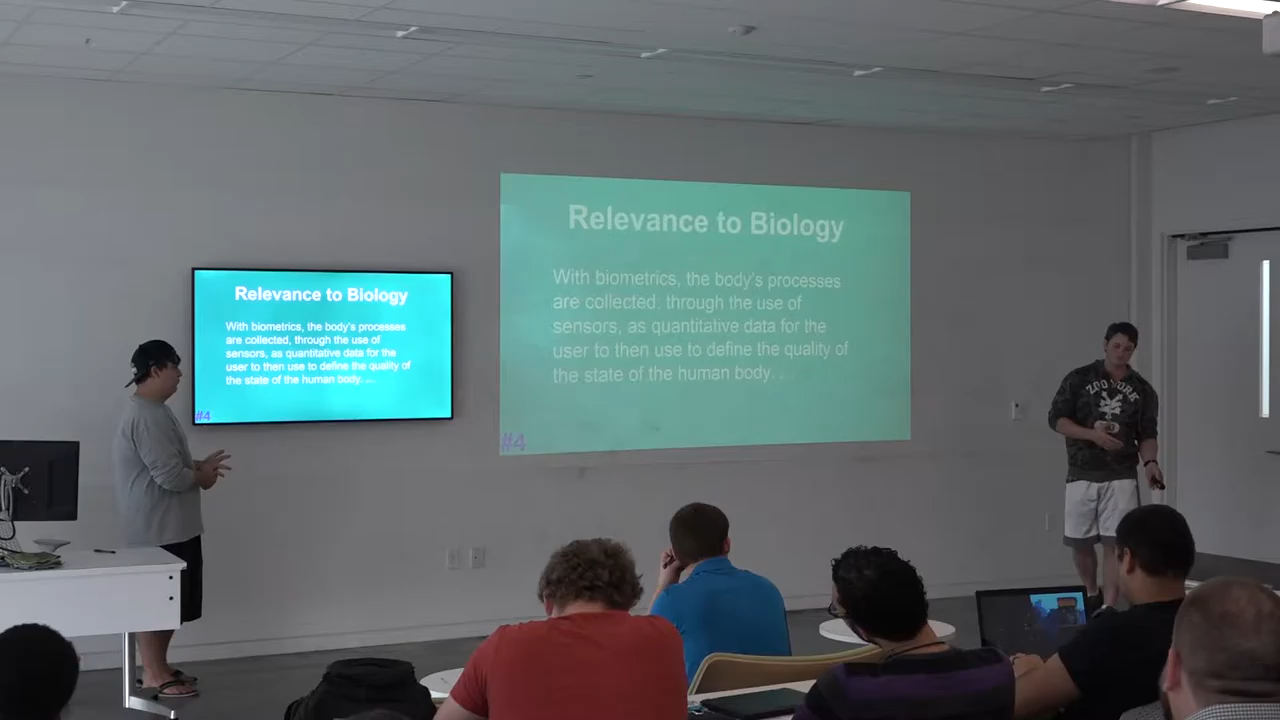 Relevance to Biology
With biometrics, the body's processes
are collected, through the use of
sensors, as quantitative data for the
user to then use to define the quality of
the state of the human body. ...
#4
Relevance to Biology
With biometrics, the body's processes
are collected, through the use of
sensors, as quantitative data for the
user to then use to define the quality of
the state of the human body. ...
#4
ZOO YORK